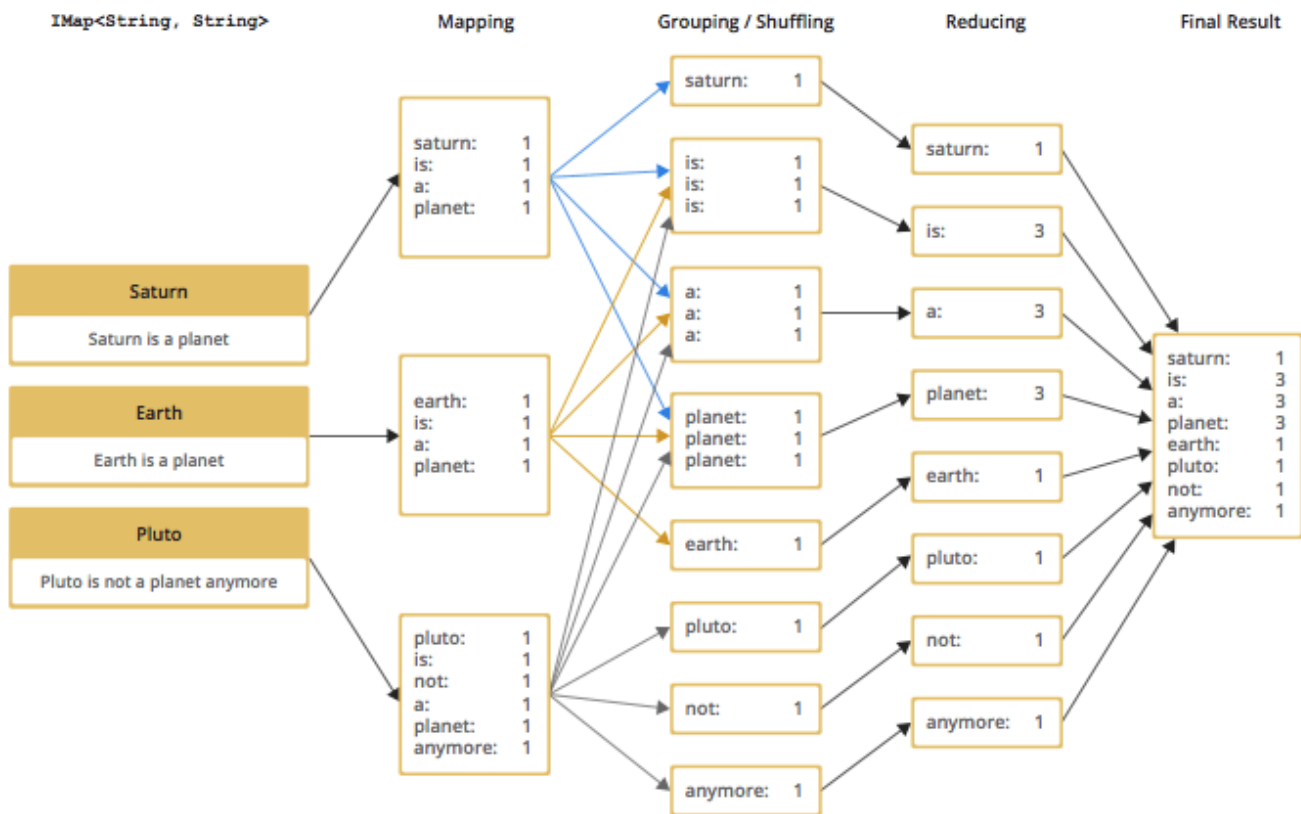 IMap<String, String>
Mapping
Grouping / Shuffling
Reducing
Final Result
Saturn
Saturn is a planet
Earth
Earth is a planet
Pluto
Pluto is not a planet anymore
saturn: 1
is: 1
a: 1
planet: 1
earth: 1
is: 1
a: 1
planet: 1
pluto: 1
is: 1
not: 1
a: 1
planet: 1
anymore: 1
saturn: 1
is: 1
is: 1
is: 1
a: 1
a: 1
a: 1
planet: 1
planet: 1
planet: 1
earth: 1
pluto: 1
not: 1
anymore: 1
saturn: 1
is: 3
a: 3
planet: 3
earth: 1
pluto: 1
not: 1
anymore: 1
saturn: 1
is: 3
a: 3
planet: 3
earth: 1
pluto: 1
not: 1
anymore: 1